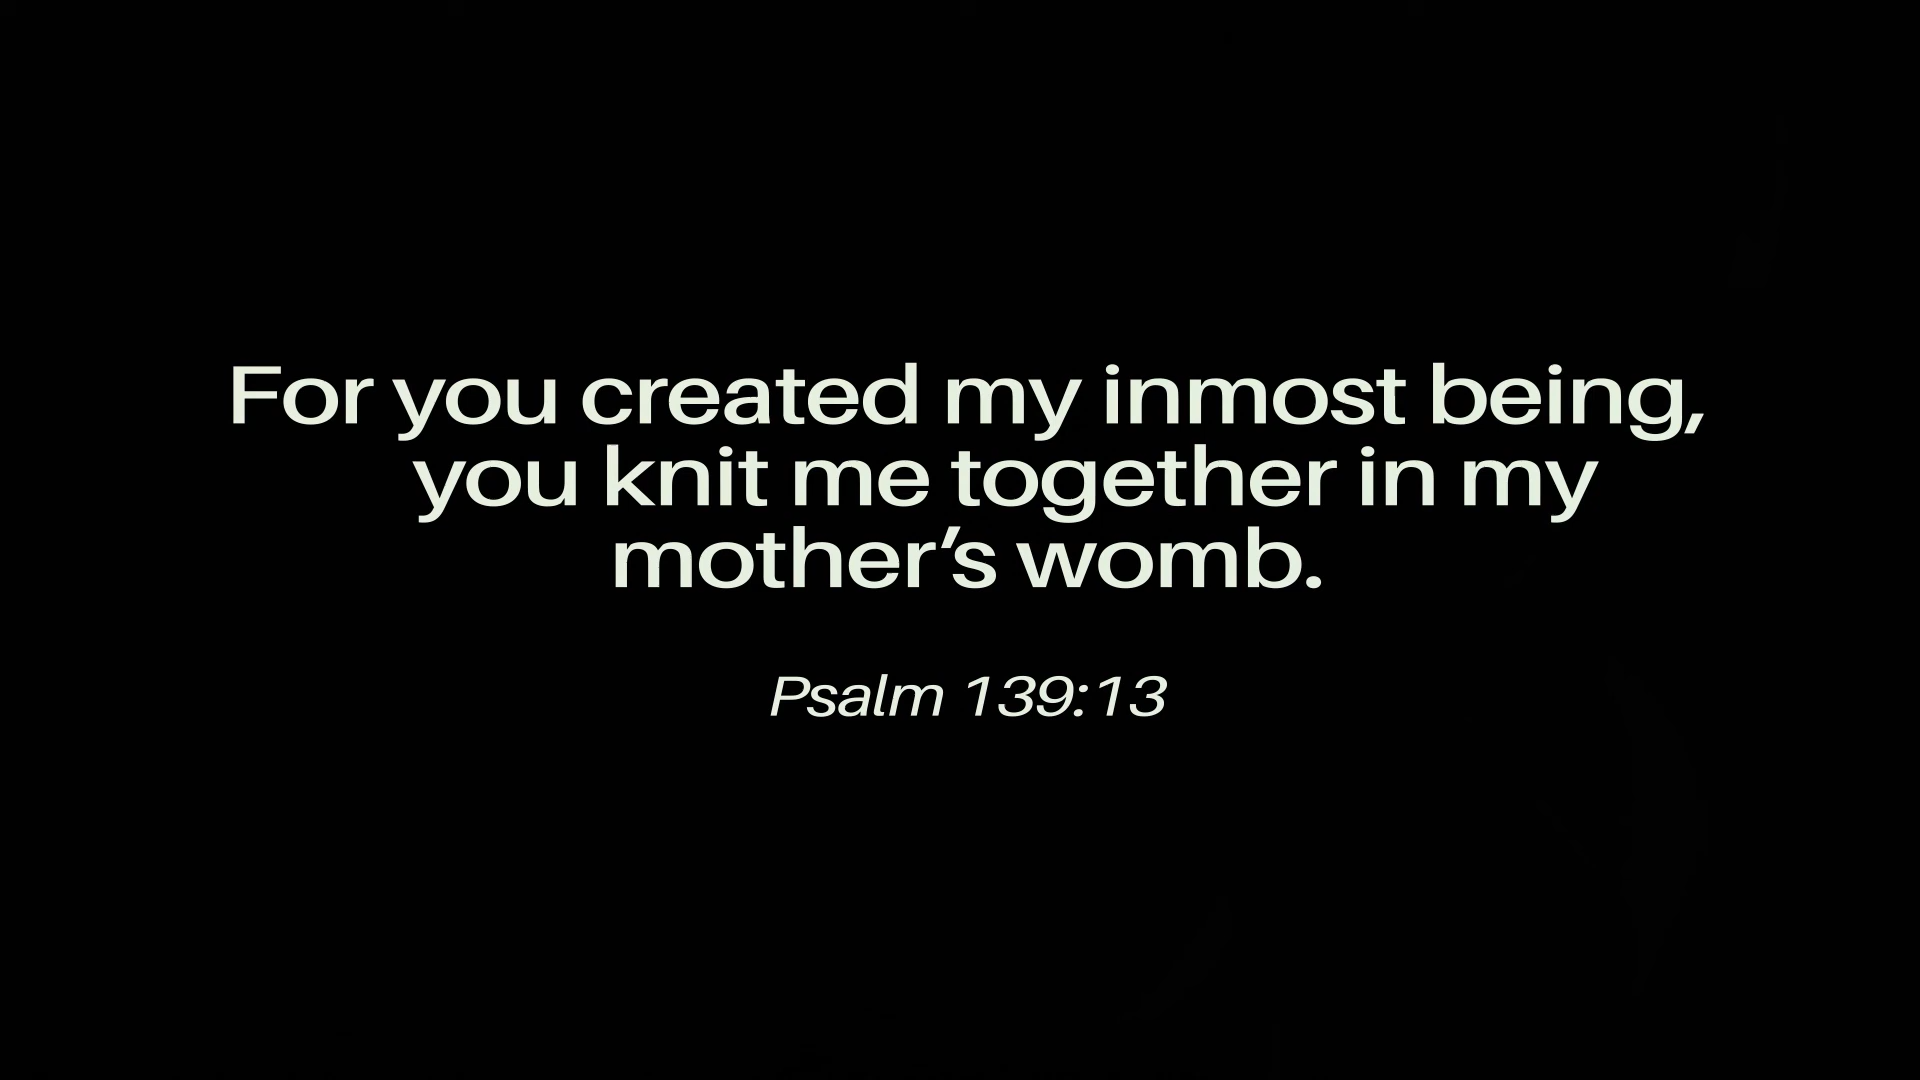 For you created my inmost being,
you knit me together in my
mother’s womb.
Psalm 139:13